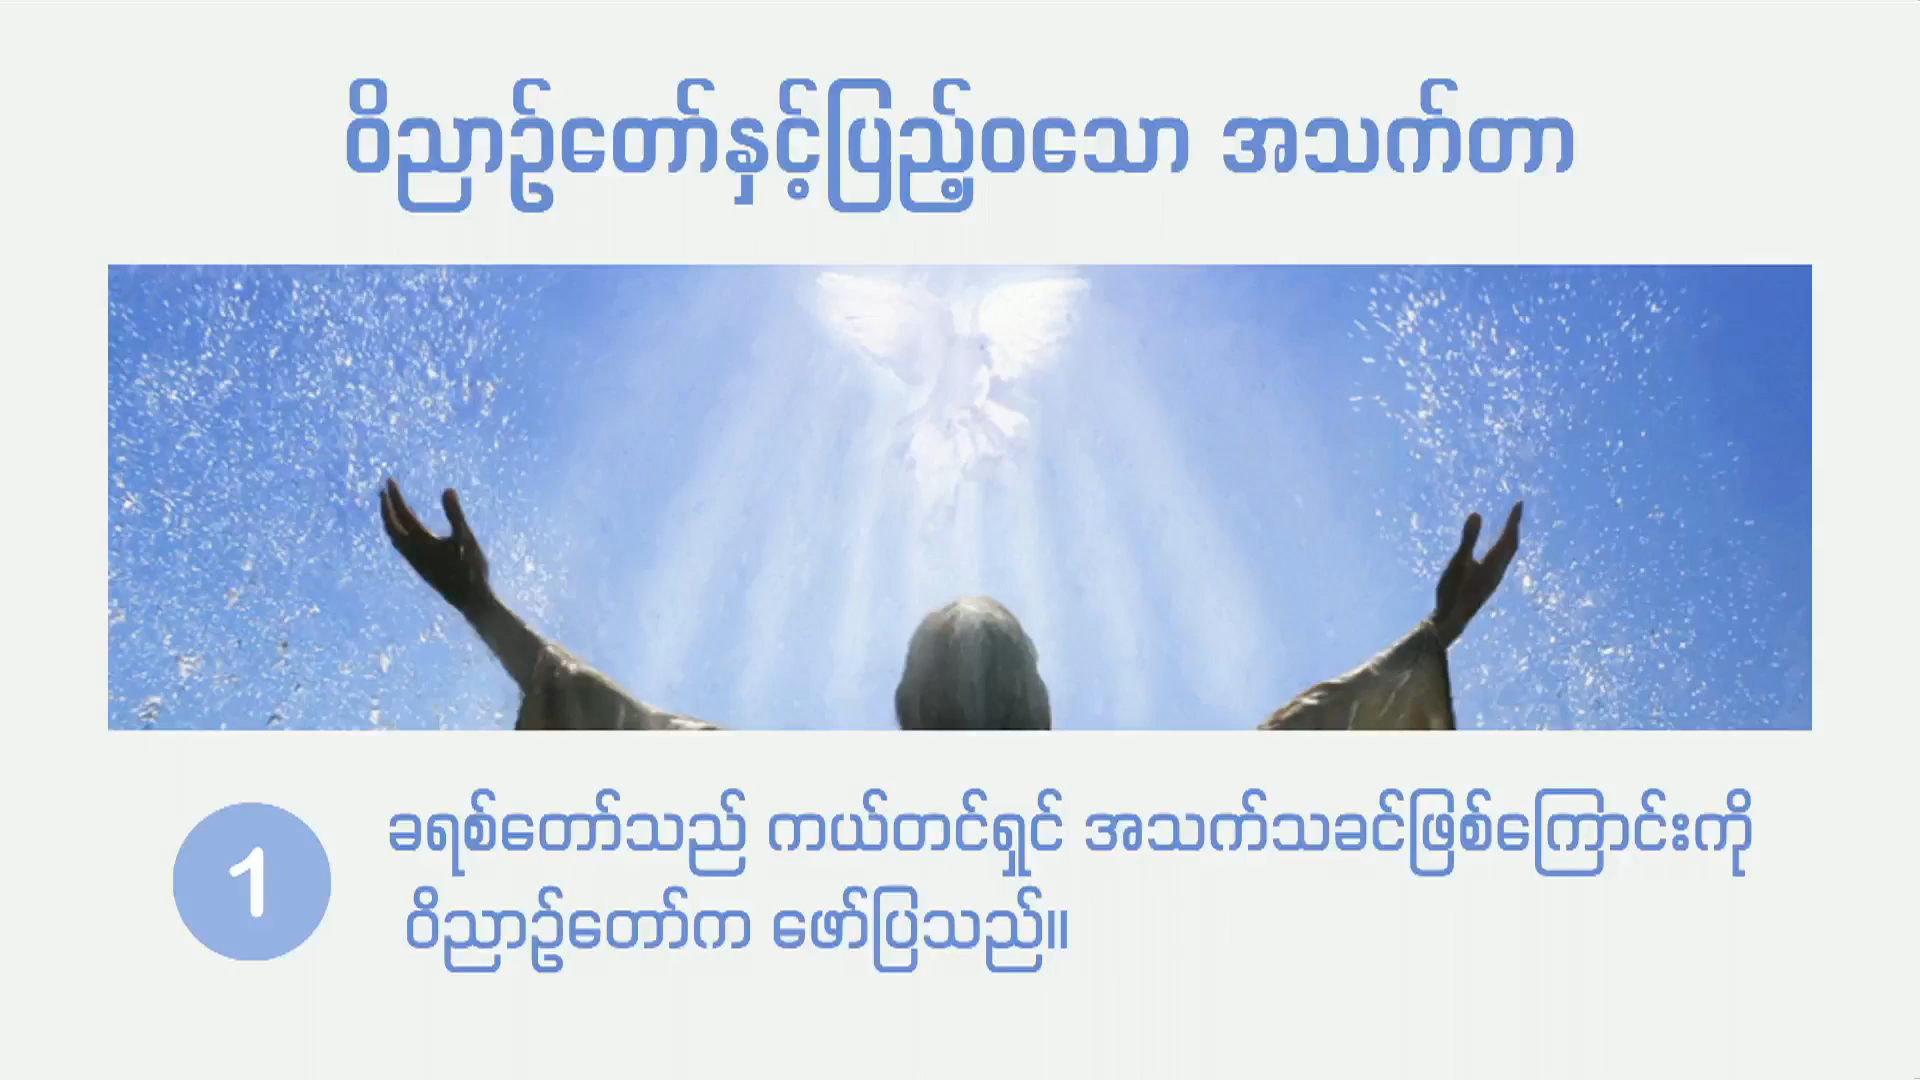 ဝိညာဉ်တော်နှင့်ပြည့်ဝသော အသက်တာ
1
ခရစ်တော်သည် ကယ်တင်ရှင် အသက်သခင်ဖြစ်ကြောင်းကို
ဝိညာဉ်တော်က ဖော်ပြသည်။